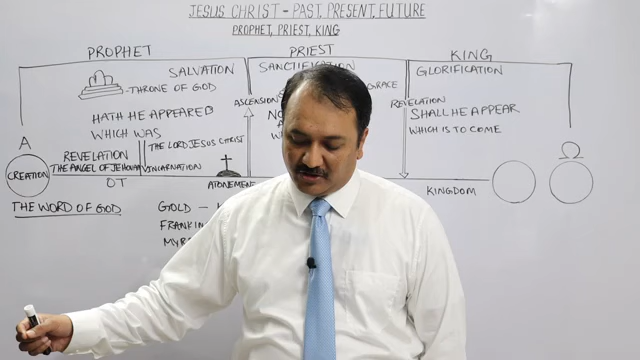 JESUS CHRIST - PAST, PRESENT, FUTURE
PROPHET, PRIEST, KING
PROPHET
PRIEST
KING
SALVATION
THRONE OF GOD
HATH HE APPEARED
WHICH WAS
THE LORD JESUS CHRIST
REVELATION
THE ANGEL OF JEHOVAH
INCARNATION
A
CREATION
OT
THE WORD OF GOD
ATONEMENT
GOLD -
SANCTIFICATION
ASCENSION
GRACE
REVELATION
GLORIFICATION
SHALL HE APPEAR
WHICH IS TO COME
KINGDOM
Ω